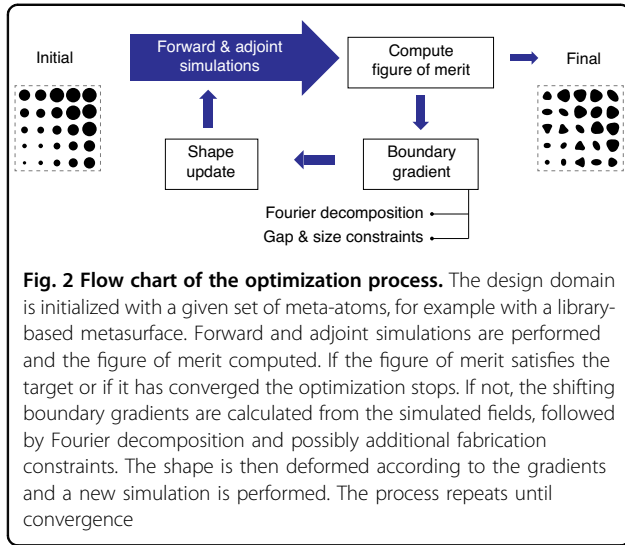 Initial
Forward & adjoint
simulations
Compute
figure of merit
Final
Shape
update
Boundary
gradient
Fourier decomposition
Gap & size constraints
Fig. 2 Flow chart of the optimization process. The design domain
is initialized with a given set of meta-atoms, for example with a library-
based metasurface. Forward and adjoint simulations are performed
and the figure of merit computed. If the figure of merit satisfies the
target or if it has converged the optimization stops. If not, the shifting
boundary gradients are calculated from the simulated fields, followed
by Fourier decomposition and possibly additional fabrication
constraints. The shape is then deformed according to the gradients
and a new simulation is performed. The process repeats until
convergence